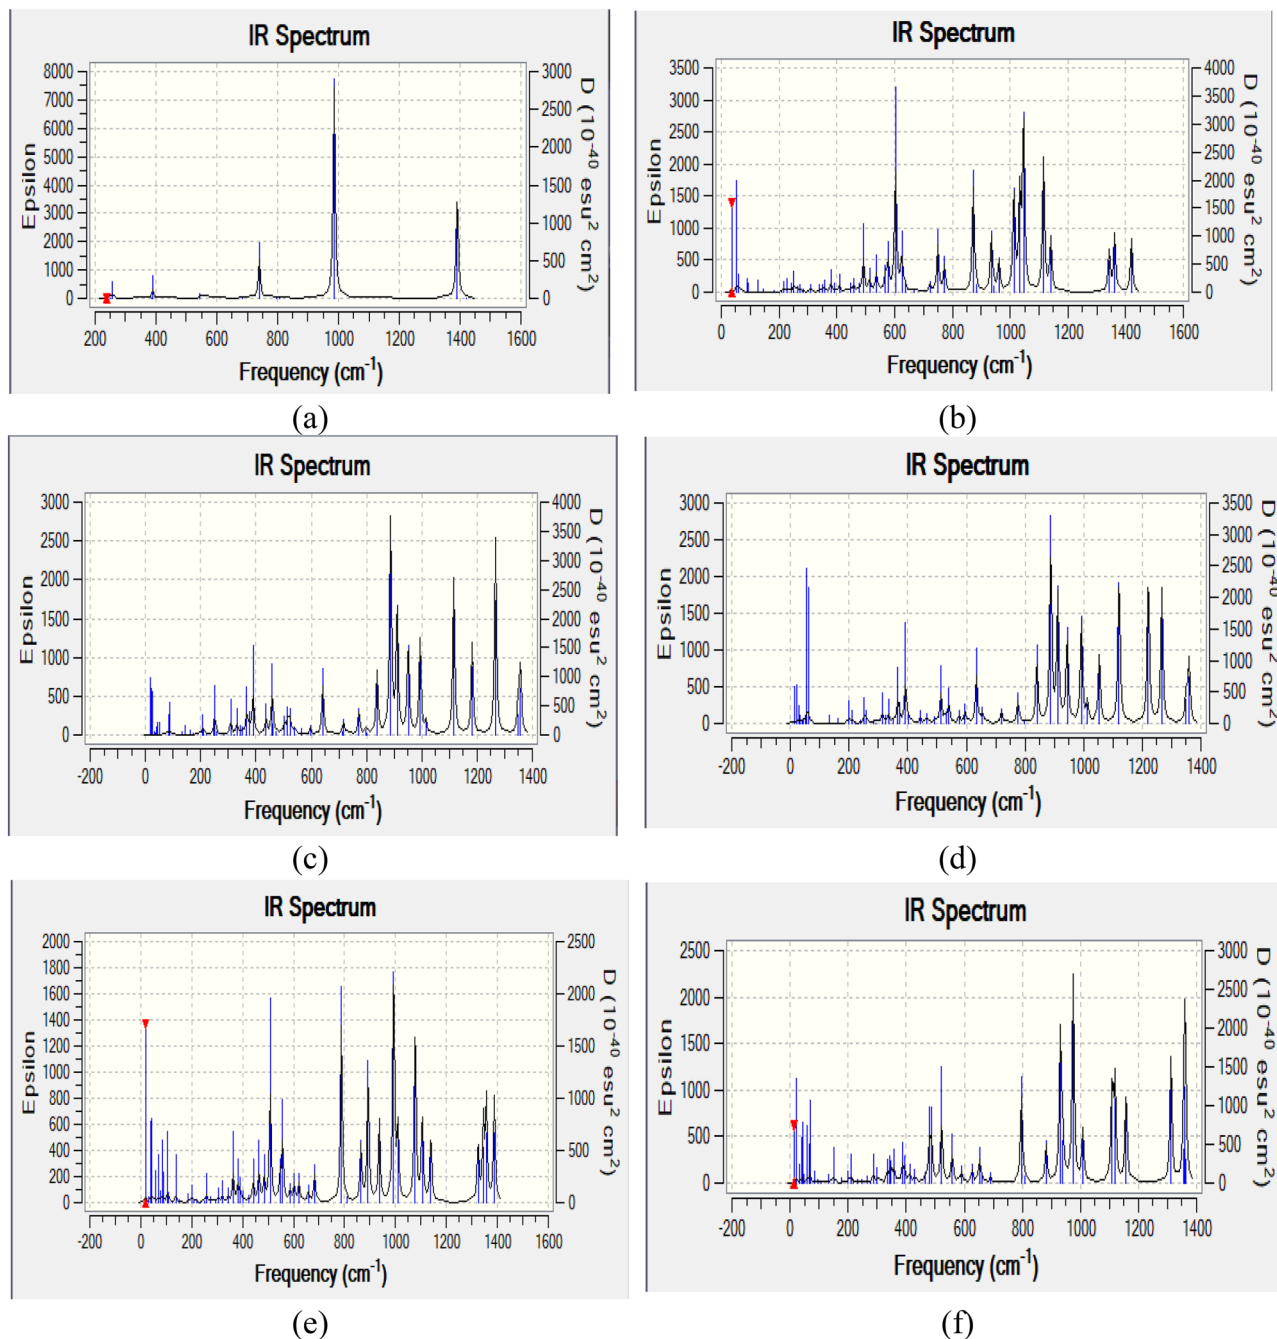 IR Spectrum
8000
7000
6000
5000
4000
3000
2000
1000
0
Epsilon
3000
2500
2000
1500
1000
500
0
D (10⁻⁴⁰ esu² cm²)
200 400 600 800 1000 1200 1400 1600
Frequency (cm⁻¹)
(a)
IR Spectrum
3500
3000
2500
2000
1500
1000
500
0
Epsilon
4000
3500
3000
2500
2000
1500
1000
500
0
D (10⁻⁴⁰ esu² cm²)
0 200 400 600 800 1000 1200 1400 1600
Frequency (cm⁻¹)
(b)
IR Spectrum
3000
2500
2000
1500
1000
500
0
Epsilon
4000
3500
3000
2500
2000
1500
1000
500
0
D (10⁻⁴⁰ esu² cm²)
-200 0 200 400 600 800 1000 1200 1400
Frequency (cm⁻¹)
(c)
IR Spectrum
3000
2500
2000
1500
1000
500
0
Epsilon
3500
3000
2500
2000
1500
1000
500
0
D (10⁻⁴⁰ esu² cm²)
-200 0 200 400 600 800 1000 1200 1400
Frequency (cm⁻¹)
(d)
IR Spectrum
2000
1800
1600
1400
1200
1000
800
600
400
200
0
Epsilon
2500
2000
1500
1000
500
0
D (10⁻⁴⁰ esu² cm²)
-200 0 200 400 600 800 1000 1200 1400 1600
Frequency (cm⁻¹)
(e)
IR Spectrum
2500
2000
1500
1000
500
0
Epsilon
3000
2500
2000
1500
1000
500
0
D (10⁻⁴⁰ esu² cm²)
-200 0 200 400 600 800 1000 1200 1400
Frequency (cm⁻¹)
(f)